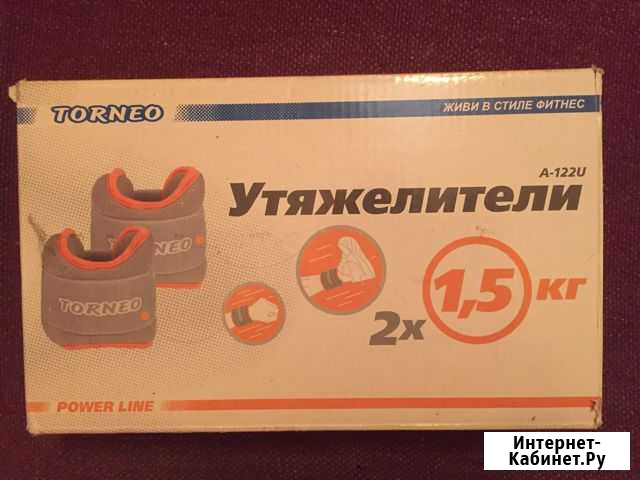 TORNEO
ЖИВИ В СТИЛЕ ФИТНЕС
A-122U
Утяжелители
TORNEO
TORNEO
2x 1,5 кг
POWER LINE
Интернет-
Кабинет.Ру